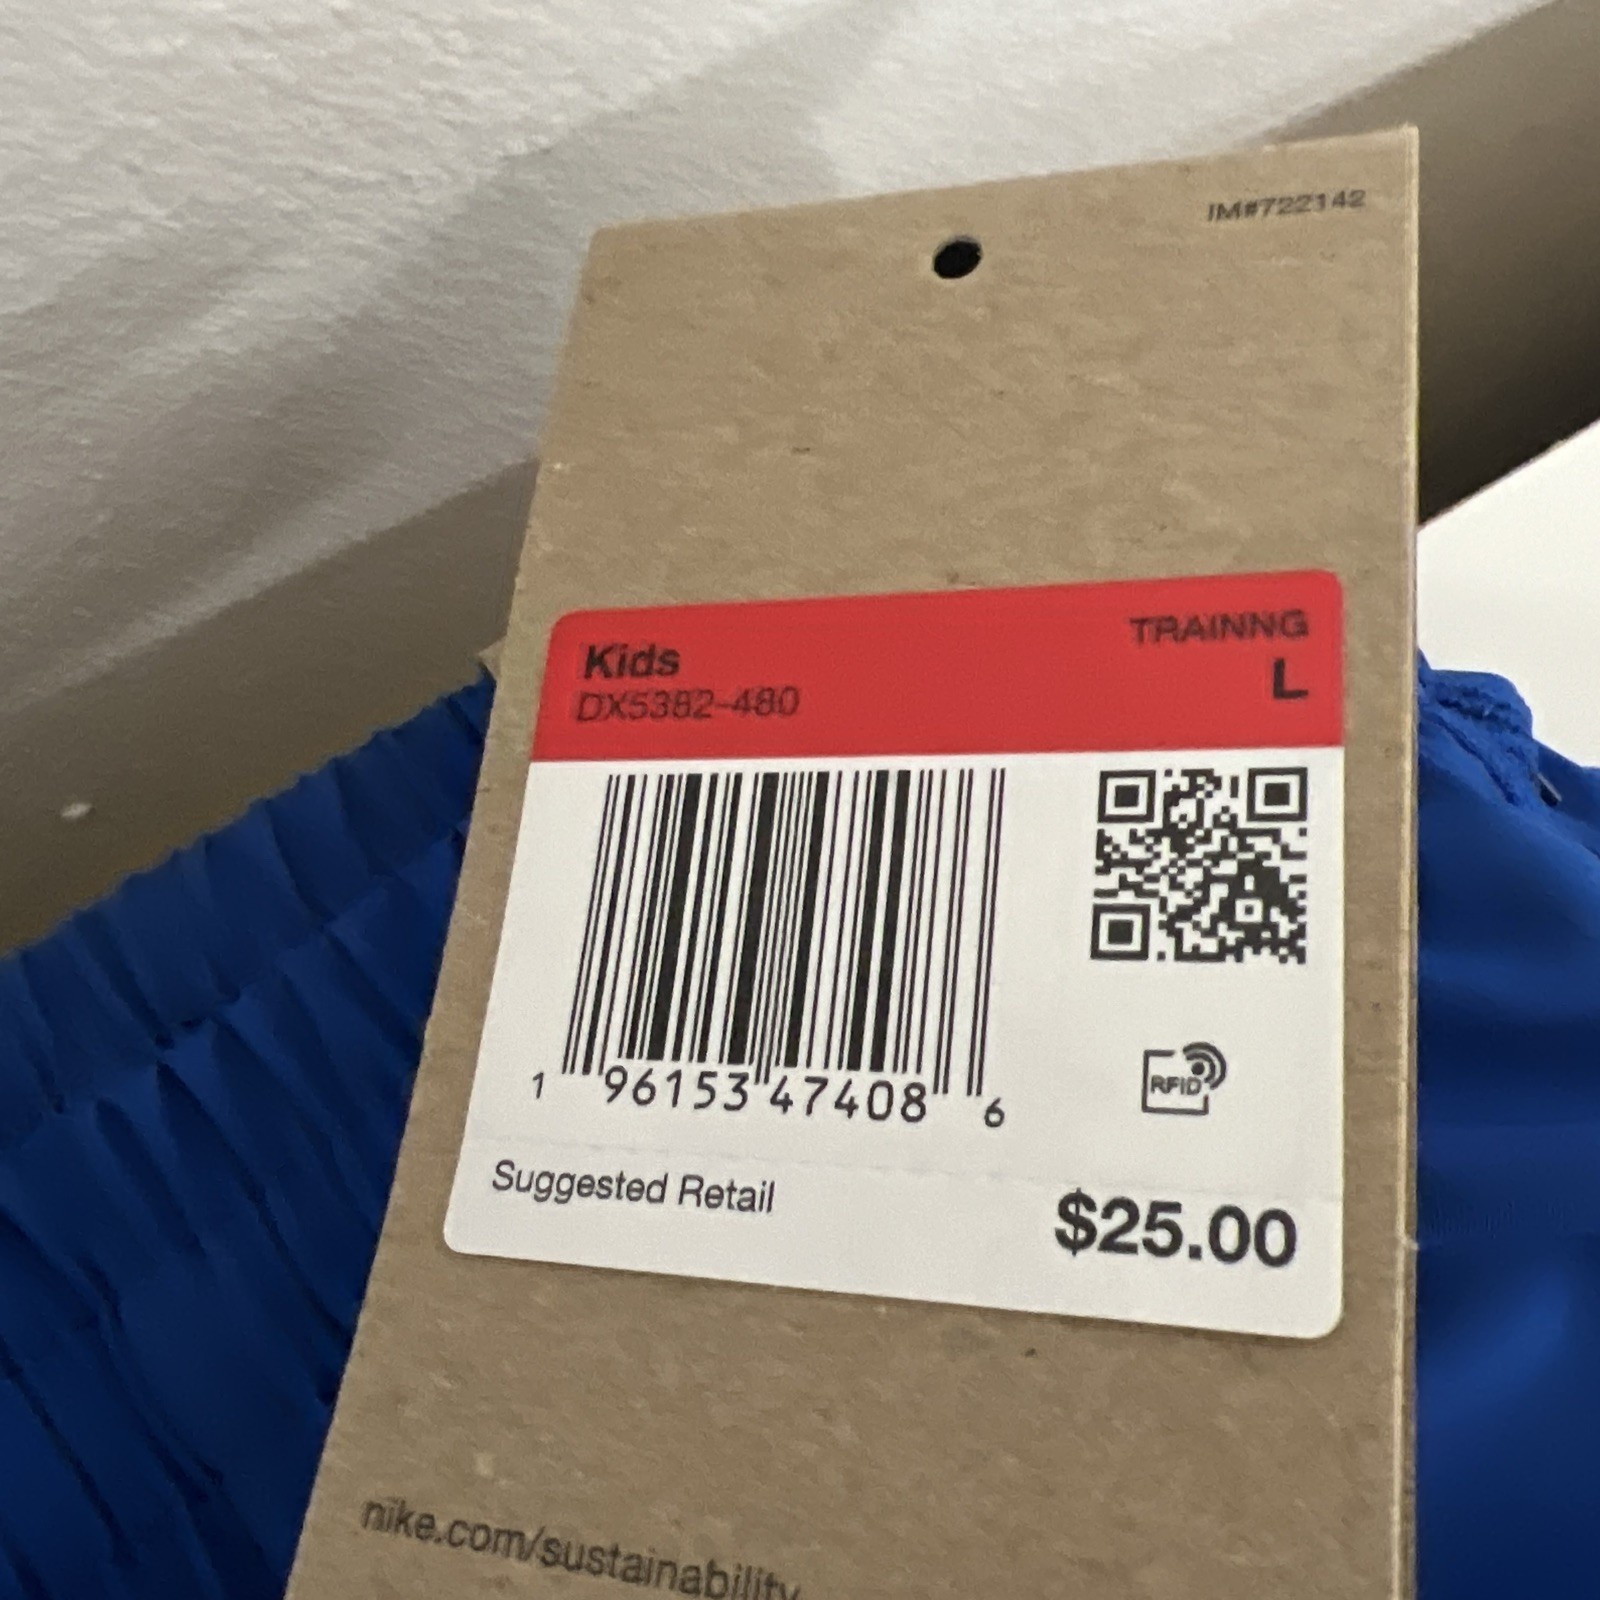 IM#722142
Kids
TRAINNG
DX5382-480
L
1 96153 47408 6
RFID
Suggested Retail
$25.00
nike.com/sustainability